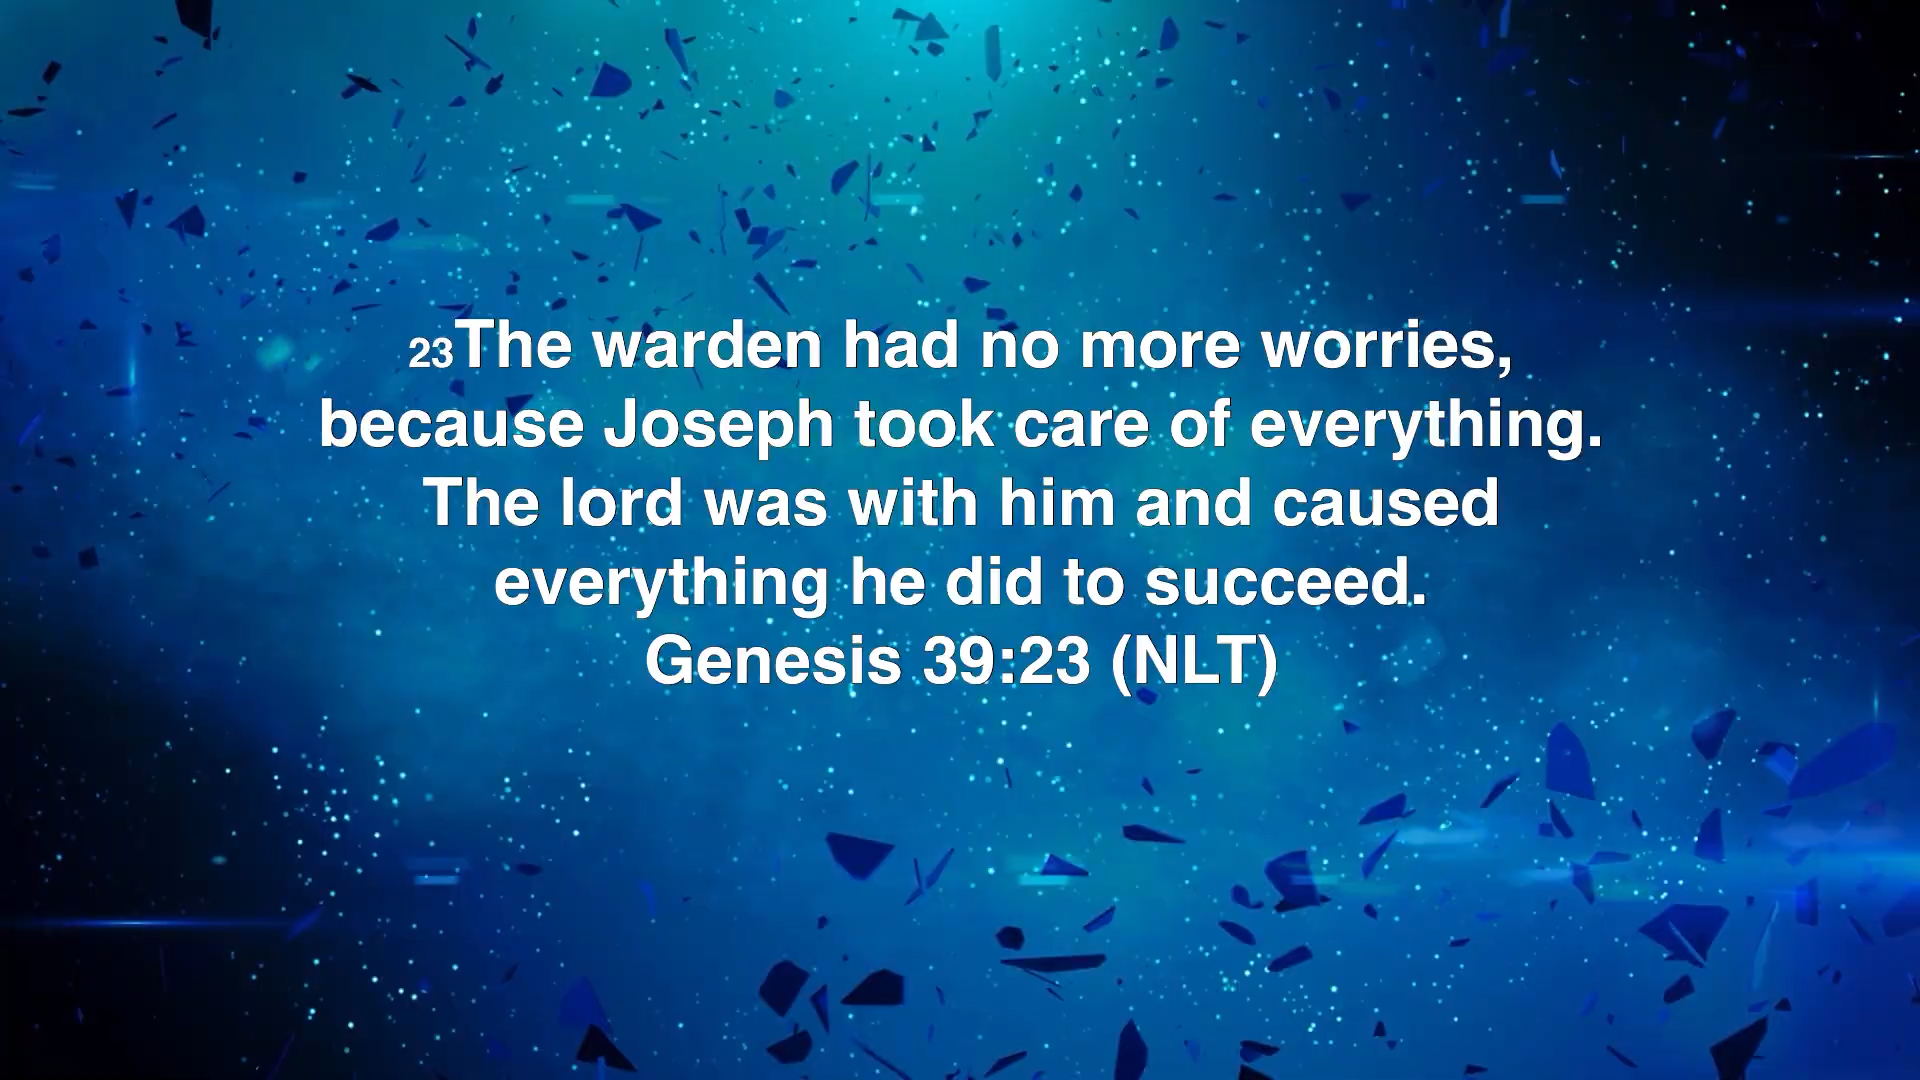 23The warden had no more worries,
because Joseph took care of everything.
The lord was with him and caused
everything he did to succeed.
Genesis 39:23 (NLT)